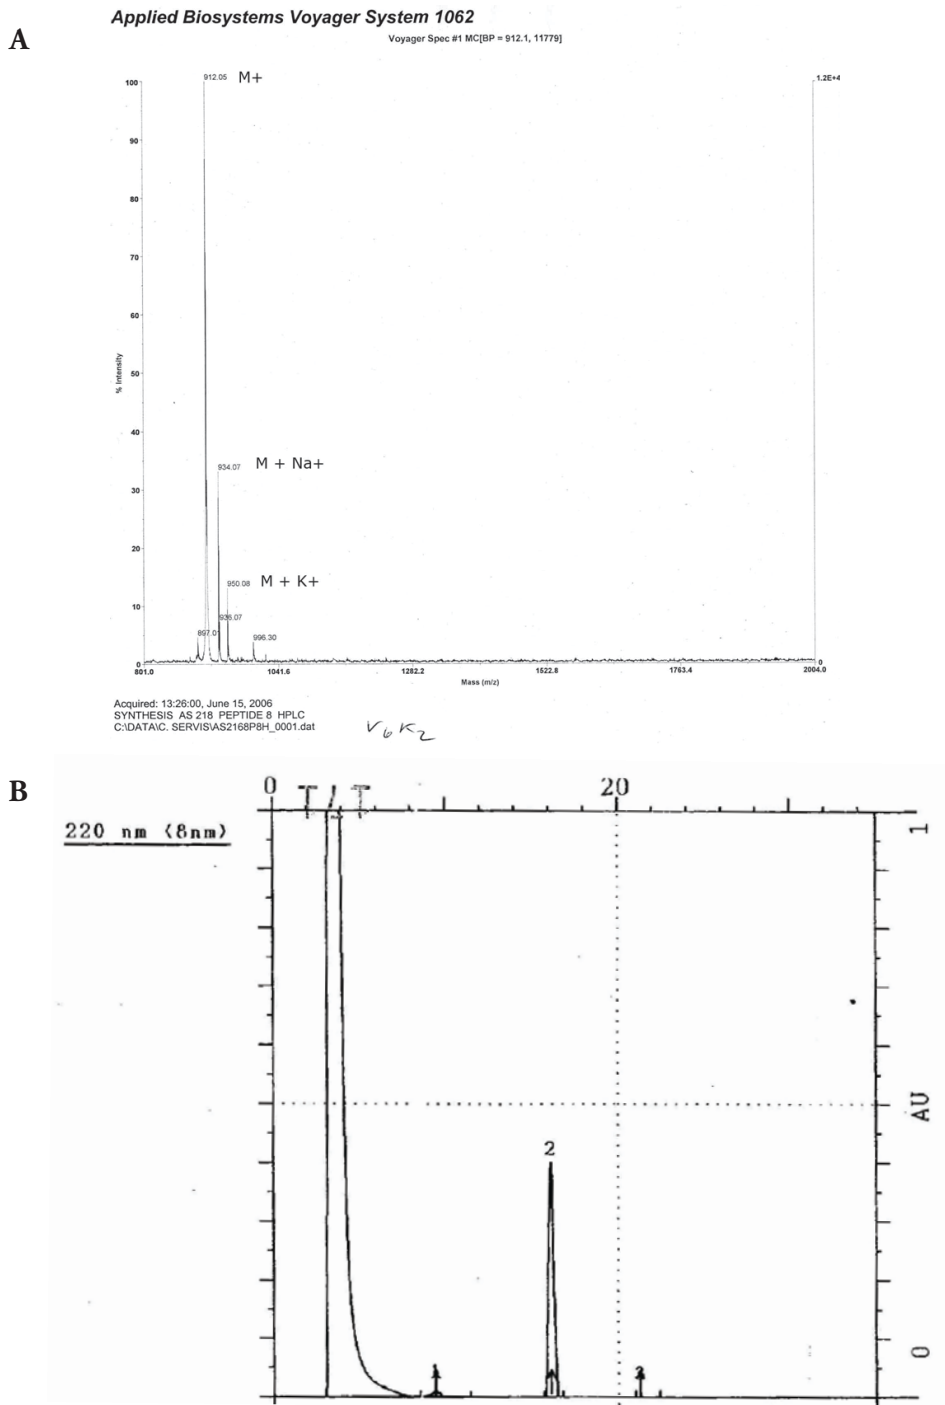 Applied Biosystems Voyager System 1062
A
Voyager Spec #1 MC[BP = 912.1, 11779]
912.05 M+
1.2E+4
100
90
80
70
60
50
40
30
20
10
0
% Intensity
934.07 M + Na+
950.08 M + K+
936.07
897.01
996.30
0
801.0 1041.6 1282.2 1522.8 1763.4 2004.0
Mass (m/z)
Acquired: 13:26:00, June 15, 2006
SYNTHESIS AS 218 PEPTIDE 8 HPLC
C:\DATA\C. SERVIS\AS2168P8H_0001.dat
V6K2
B
0 20
220 nm (8nm)
1
2
AU
0
1
3